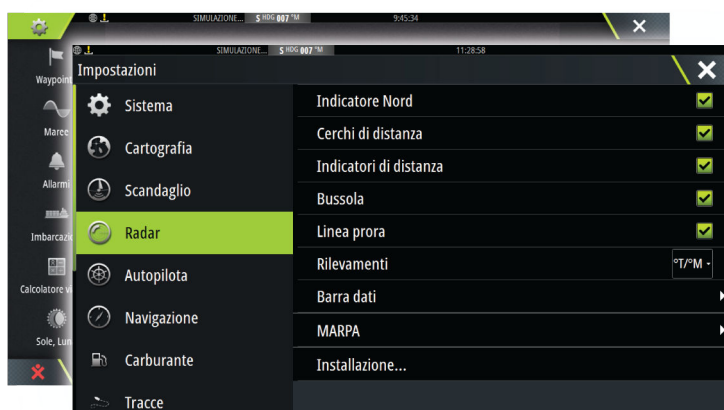 SIMULAZIONE... S HDG 007 °M 9:45:34
SIMULAZIONE... S HDG 007 °M 11:28:58
Waypoint
Maree
Allarmi
Imbarcazio
Calcolatore vi
Sole, Lun
Impostazioni
Sistema
Cartografia
Scandaglio
Radar
Autopilota
Navigazione
Carburante
Tracce
Indicatore Nord
Cerchi di distanza
Indicatori di distanza
Bussola
Linea prora
Rilevamenti °T/°M
Barra dati
MARPA
Installazione...